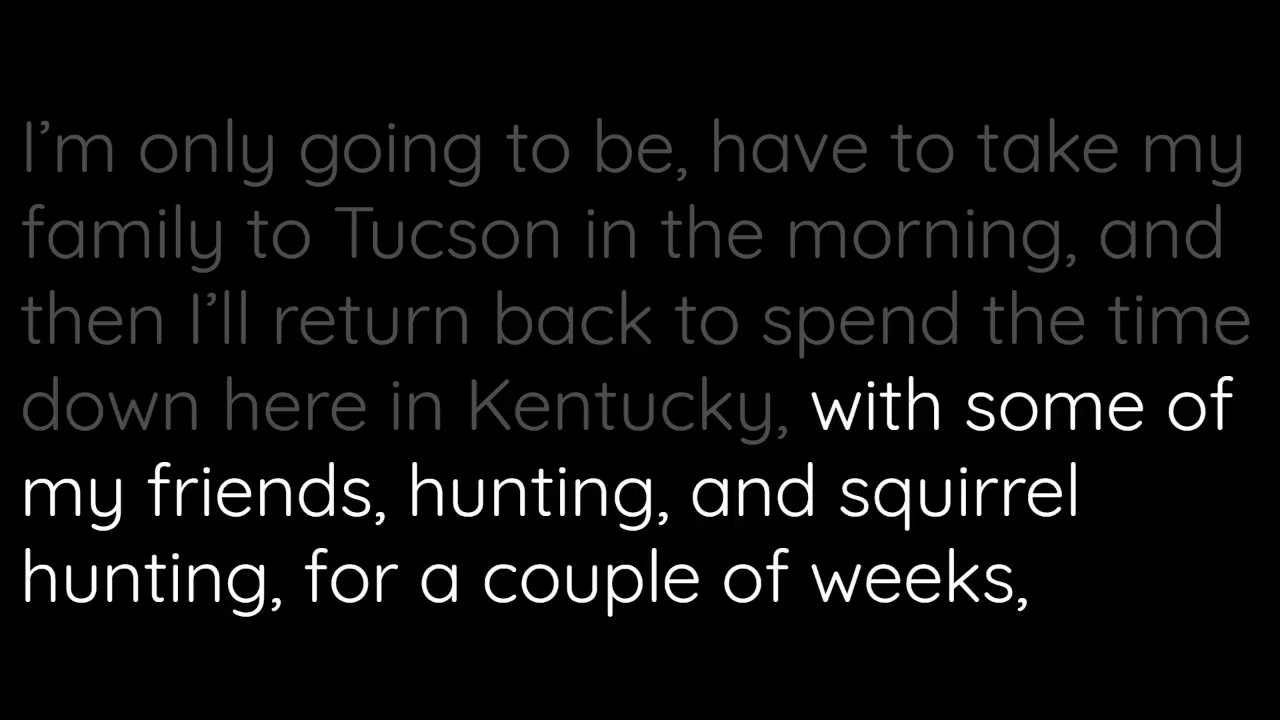 I’m only going to be, have to take my
family to Tucson in the morning, and
then I’ll return back to spend the time
down here in Kentucky, with some of
my friends, hunting, and squirrel
hunting, for a couple of weeks,